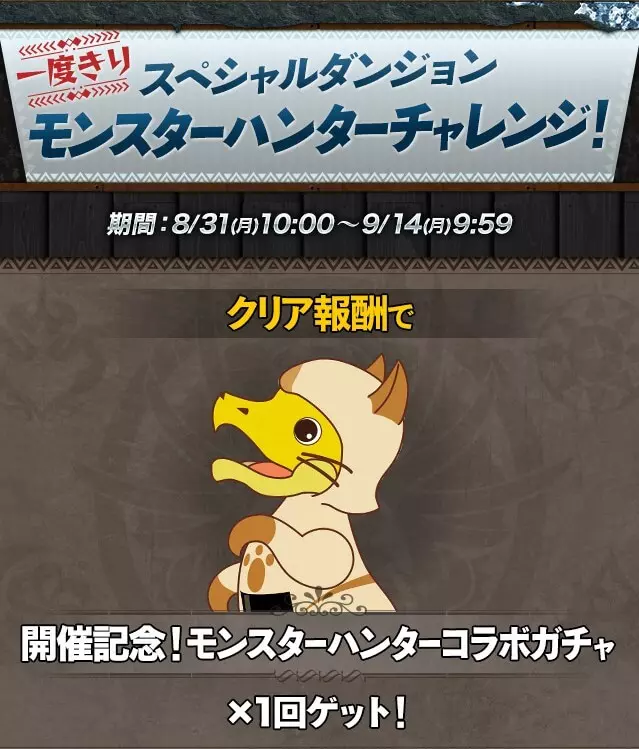 一度きり
スペシャルダンジョン
モンスターハンターチャレンジ!
期間:8/31(月)10:00〜9/14(月)9:59
クリア報酬で
開催記念!モンスターハンターコラボガチャ
×1回ゲット!